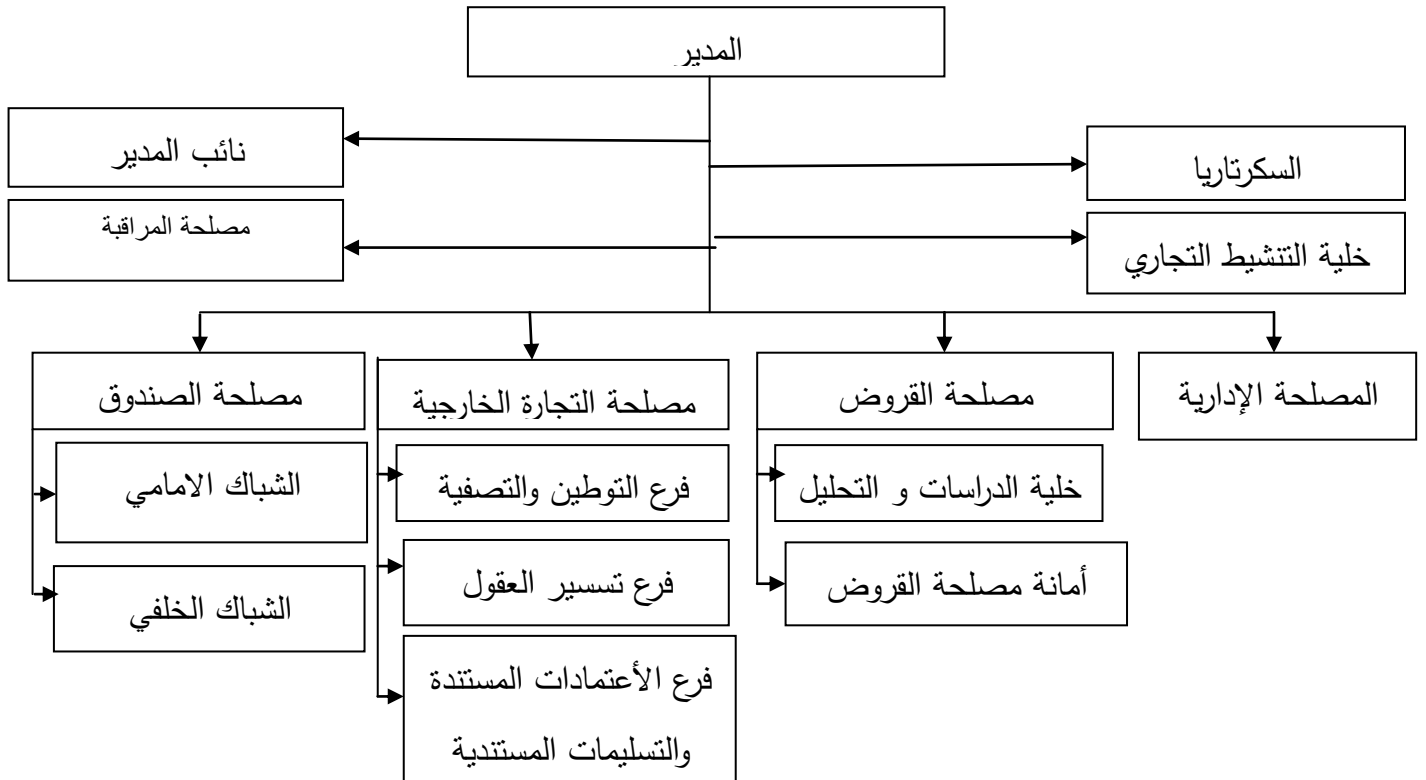 المدير
السكرتاريا
نائب المدير
خلية التنشيط التجاري
مصلحة المراقبة
المصلحة الإدارية
مصلحة القروض
مصلحة التجارة الخارجية
مصلحة الصندوق
خلية الدراسات و التحليل
فرع التوطين والتصفية
الشباك الامامي
أمانة مصلحة القروض
فرع تسسير العقول
الشباك الخلفي
فرع الأعتمادات المستندة
والتسليمات المستندية